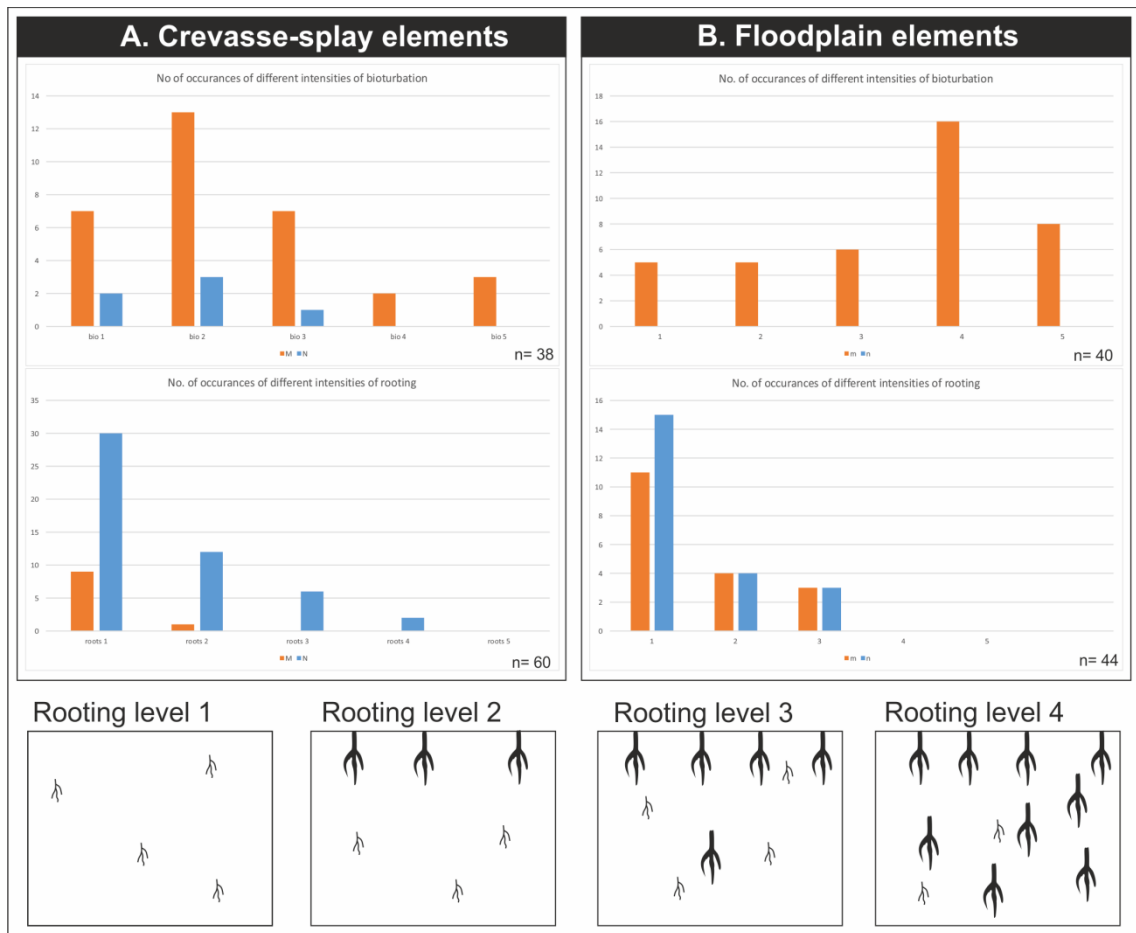 A. Crevasse-splay elements
No of occurances of different intensities of bioturbation
14
12
10
8
6
4
2
0
bio 1 bio 2 bio 3 bio 4 bio 5
M N
n= 38
No. of occurances of different intensities of rooting
35
30
25
20
15
10
5
0
roots 1 roots 2 roots 3 roots 4 roots 5
M N
n= 60
B. Floodplain elements
No. of occurances of different intensities of bioturbation
18
16
14
12
10
8
6
4
2
0
1 2 3 4 5
m n
n= 40
No. of occurances of different intensities of rooting
16
14
12
10
8
6
4
2
0
1 2 3 4 5
m n
n= 44
Rooting level 1
Rooting level 2
Rooting level 3
Rooting level 4